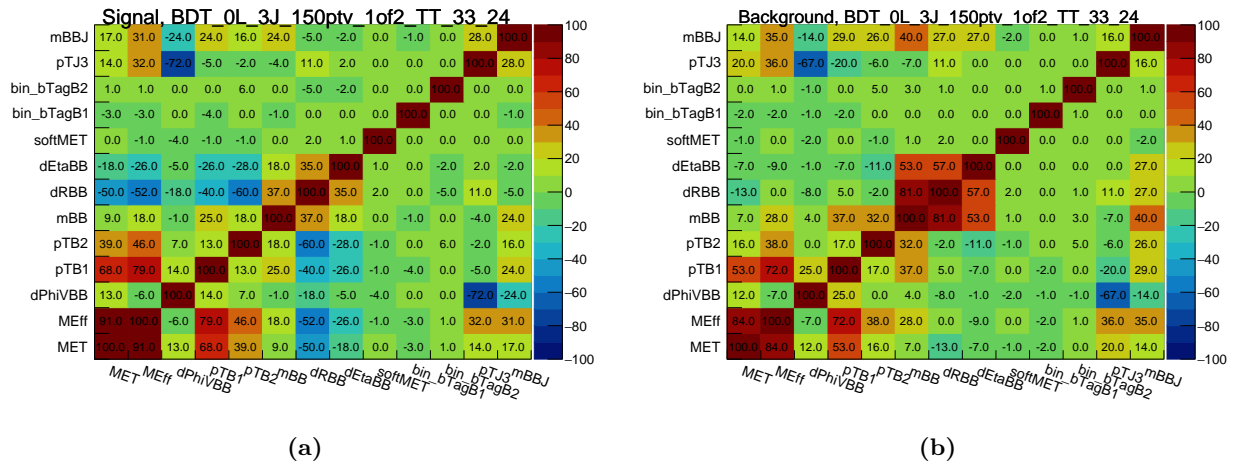 Signal, BDT_0L_3J_150ptv_1of2_TT_33_24
mBBJ 17.0 31.0 -24.0 24.0 16.0 24.0 -5.0 -2.0 0.0 -1.0 0.0 28.0 100.0
pTJ3 14.0 32.0 -72.0 -5.0 -2.0 -4.0 11.0 2.0 0.0 0.0 0.0 100.0 28.0
bin_bTagB2 1.0 1.0 0.0 0.0 6.0 0.0 -5.0 -2.0 0.0 0.0 100.0 0.0 0.0
bin_bTagB1 -3.0 -3.0 0.0 -4.0 0.0 -1.0 0.0 1.0 0.0 100.0 0.0 0.0 -1.0
softMET 0.0 -1.0 -4.0 -1.0 -1.0 0.0 2.0 1.0 100.0 0.0 0.0 0.0 0.0
dEtaBB -18.0 -26.0 -5.0 -26.0 -28.0 18.0 35.0 100.0 1.0 0.0 -2.0 2.0 -2.0
dRBB -50.0 -52.0 -18.0 -40.0 -60.0 37.0 100.0 35.0 2.0 0.0 -5.0 11.0 -5.0
mBB 9.0 18.0 -1.0 25.0 18.0 100.0 37.0 18.0 0.0 -1.0 0.0 -4.0 24.0
pTB2 39.0 46.0 7.0 13.0 100.0 18.0 -60.0 -28.0 -1.0 0.0 6.0 -2.0 16.0
pTB1 68.0 79.0 14.0 100.0 13.0 25.0 -40.0 -26.0 -1.0 -4.0 0.0 -5.0 24.0
dPhiVBB 13.0 -6.0 100.0 14.0 7.0 -1.0 -18.0 -5.0 -4.0 0.0 0.0 -72.0 -24.0
MEff 91.0 100.0 -6.0 79.0 46.0 18.0 -52.0 -26.0 -1.0 -3.0 1.0 32.0 31.0
MET 100.0 91.0 13.0 68.0 39.0 9.0 -50.0 -18.0 0.0 -3.0 1.0 14.0 17.0
MET MEff dPhiVBB pTB1 pTB2 mBB dRBB dEtaBB softMET bin_bTagB1 bin_bTagB2 pTJ3 mBBJ
100
80
60
40
20
0
−20
−40
−60
−80
−100
(a)
Background, BDT_0L_3J_150ptv_1of2_TT_33_24
mBBJ 14.0 35.0 -14.0 29.0 26.0 40.0 27.0 27.0 -2.0 0.0 1.0 16.0 100.0
pTJ3 20.0 36.0 -67.0 -20.0 -6.0 -7.0 11.0 0.0 0.0 0.0 0.0 100.0 16.0
bin_bTagB2 0.0 1.0 -1.0 0.0 5.0 3.0 1.0 0.0 0.0 1.0 100.0 0.0 1.0
bin_bTagB1 -2.0 -2.0 -1.0 -2.0 0.0 0.0 0.0 0.0 0.0 100.0 1.0 0.0 0.0
softMET -1.0 0.0 -2.0 0.0 -1.0 1.0 2.0 0.0 100.0 0.0 0.0 0.0 -2.0
dEtaBB -7.0 -9.0 -1.0 -7.0 -11.0 53.0 57.0 100.0 0.0 0.0 0.0 0.0 27.0
dRBB -13.0 0.0 -8.0 5.0 -2.0 81.0 100.0 57.0 2.0 0.0 1.0 11.0 27.0
mBB 7.0 28.0 4.0 37.0 32.0 100.0 81.0 53.0 1.0 0.0 3.0 -7.0 40.0
pTB2 16.0 38.0 0.0 17.0 100.0 32.0 -2.0 -11.0 -1.0 0.0 5.0 -6.0 26.0
pTB1 53.0 72.0 25.0 100.0 17.0 37.0 5.0 -7.0 0.0 -2.0 0.0 -20.0 29.0
dPhiVBB 12.0 -7.0 100.0 25.0 0.0 4.0 -8.0 -1.0 -2.0 -1.0 -1.0 -67.0 -14.0
MEff 84.0 100.0 -7.0 72.0 38.0 28.0 0.0 -9.0 0.0 -2.0 1.0 36.0 35.0
MET 100.0 84.0 12.0 53.0 16.0 7.0 -13.0 -7.0 -1.0 -2.0 0.0 20.0 14.0
MET MEff dPhiVBB pTB1 pTB2 mBB dRBB dEtaBB softMET bin_bTagB1 bin_bTagB2 pTJ3 mBBJ
100
80
60
40
20
0
−20
−40
−60
−80
−100
(b)